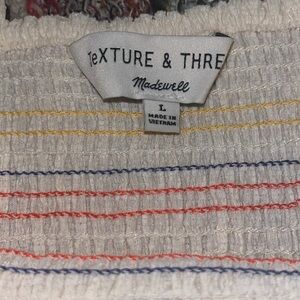 TeXTURE & THRE
Madewell
L
MADE IN
VIETNAM